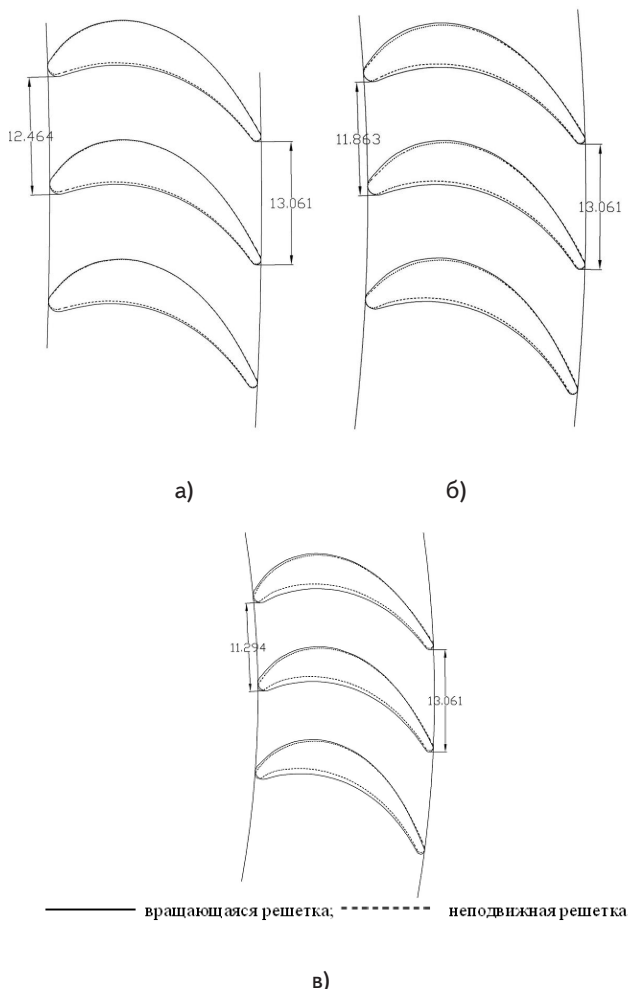 12.464
13.061
11.863
13.061
а)
б)
11.294
13.061
вращающаяся решетка;
неподвижная решетка
в)